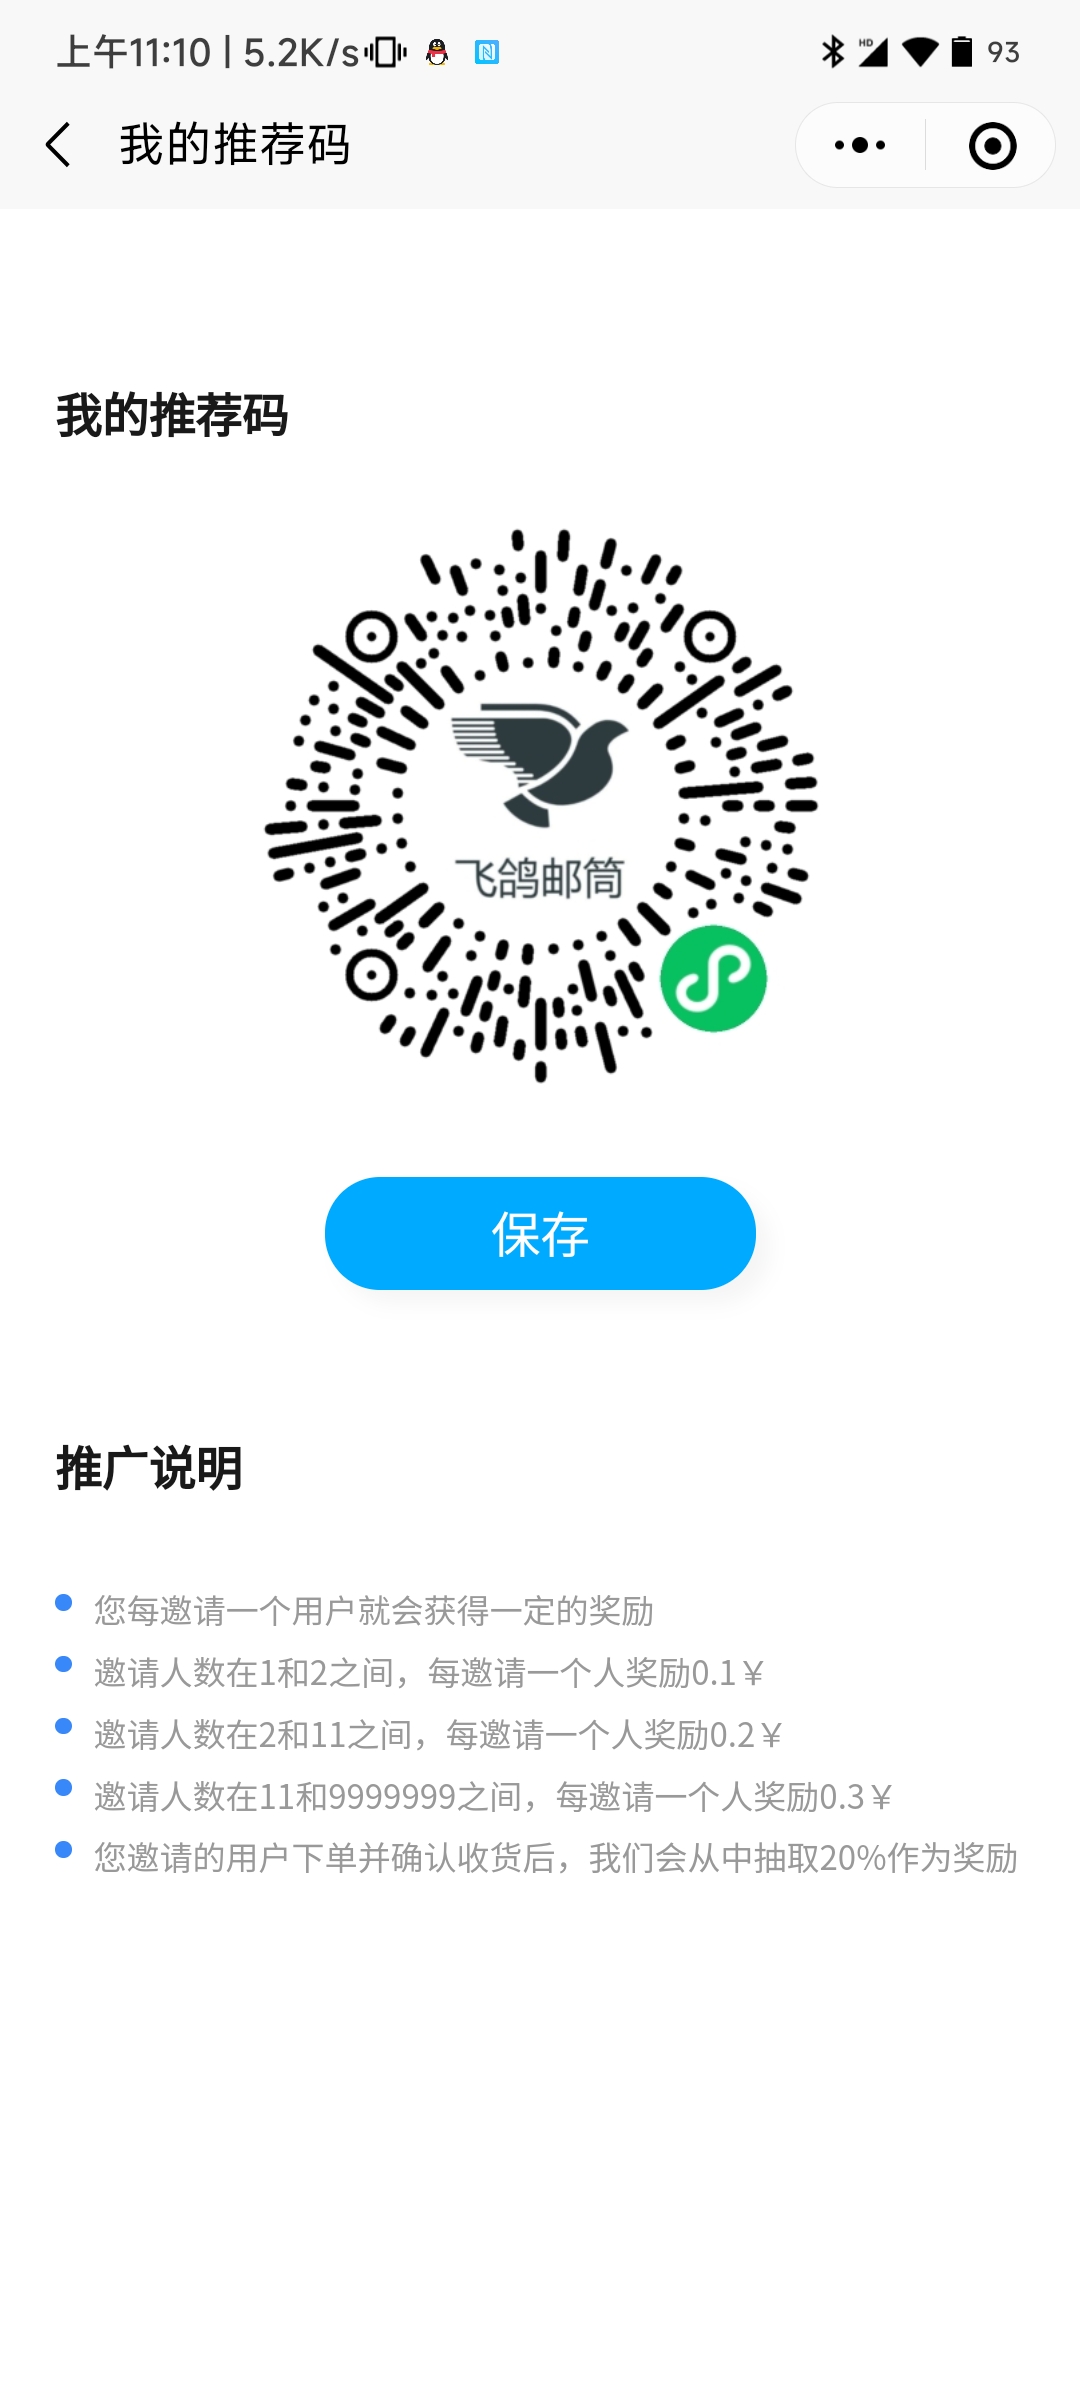 上午11:10 | 5.2K/s
HD
93
我的推荐码
我的推荐码
飞鸽邮筒
保存
推广说明
您每邀请一个用户就会获得一定的奖励
邀请人数在1和2之间，每邀请一个人奖励0.1￥
邀请人数在2和11之间，每邀请一个人奖励0.2￥
邀请人数在11和9999999之间，每邀请一个人奖励0.3￥
您邀请的用户下单并确认收货后，我们会从中抽取20%作为奖励